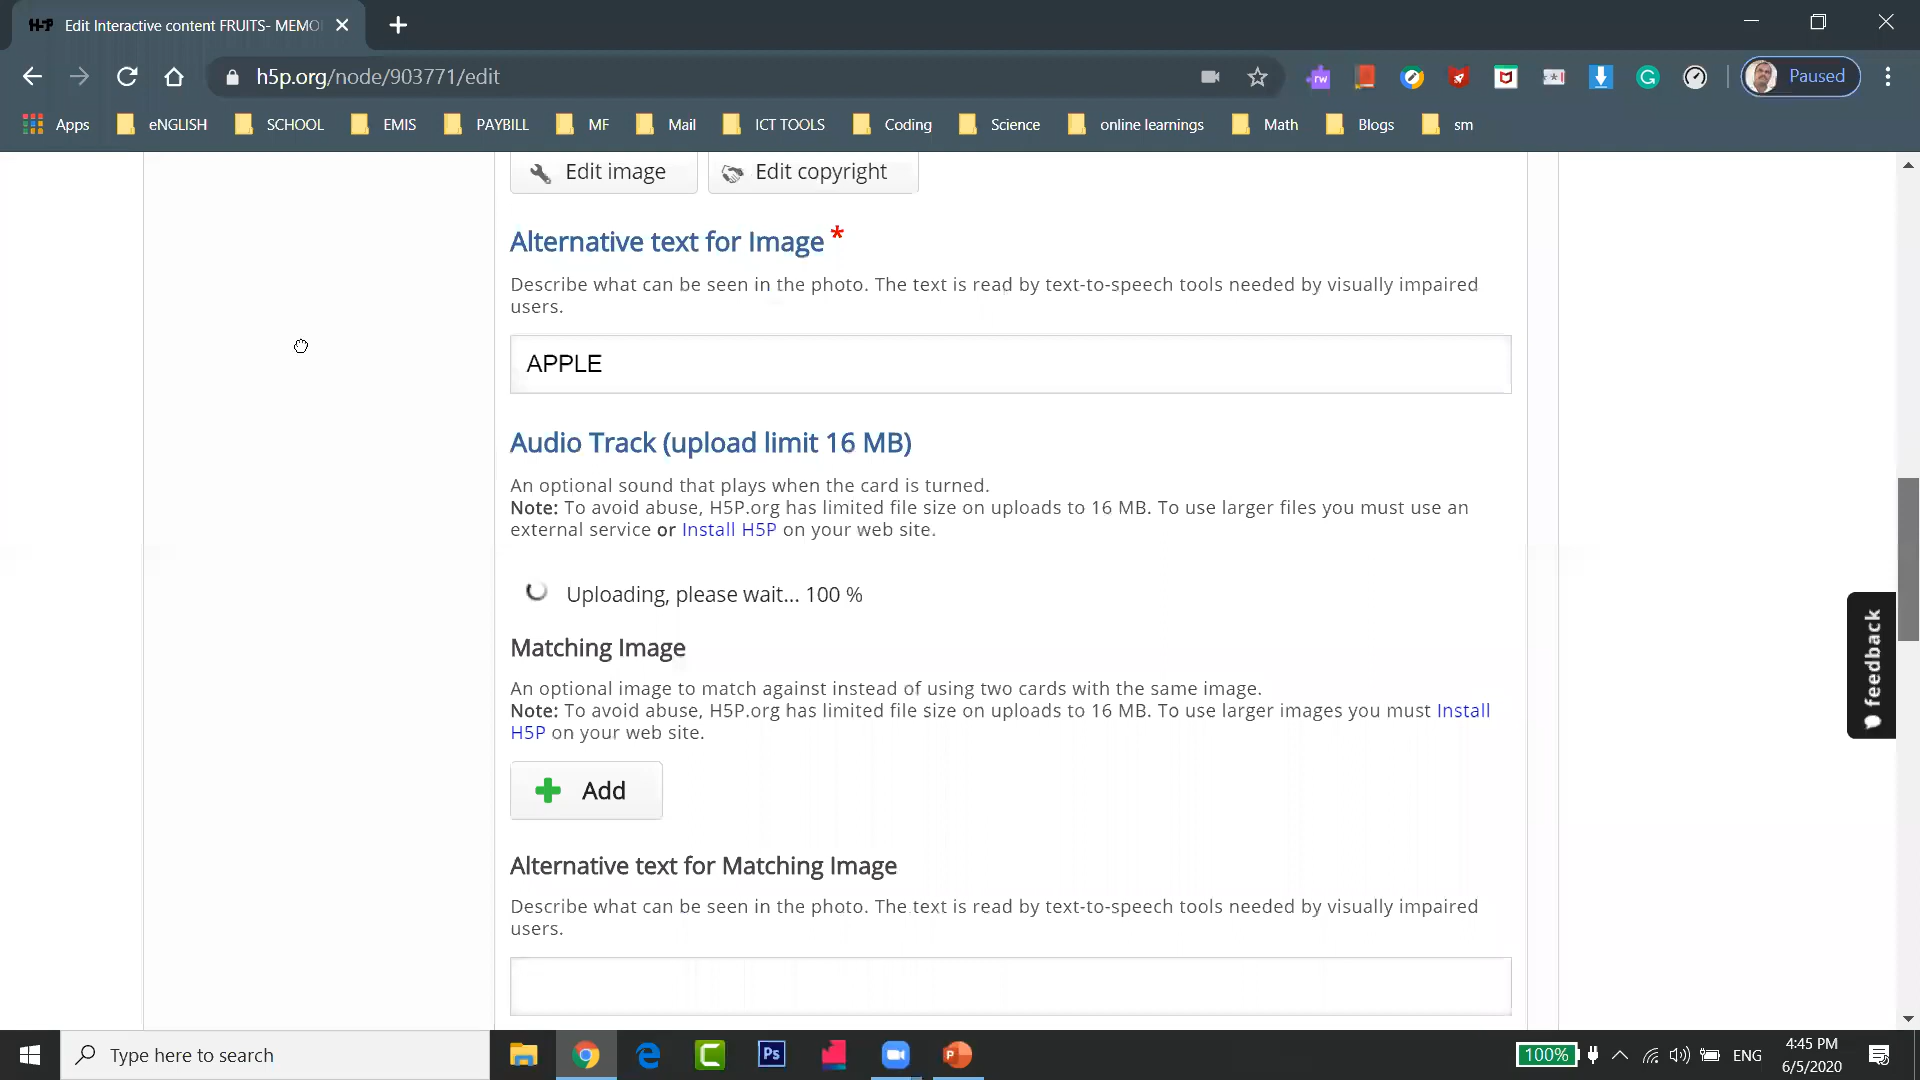 H-P Edit Interactive content FRUITS- MEMO
h5p.org/node/903771/edit
rw
G
Paused
Apps
eNGLISH
SCHOOL
EMIS
PAYBILL
MF
Mail
ICT TOOLS
Coding
Science
online learnings
Math
Blogs
sm
Edit image
Edit copyright
Alternative text for Image *
Describe what can be seen in the photo. The text is read by text-to-speech tools needed by visually impaired
users.
APPLE
Audio Track (upload limit 16 MB)
An optional sound that plays when the card is turned.
Note: To avoid abuse, H5P.org has limited file size on uploads to 16 MB. To use larger files you must use an
external service or Install H5P on your web site.
Uploading, please wait... 100 %
feedback
Matching Image
An optional image to match against instead of using two cards with the same image.
Note: To avoid abuse, H5P.org has limited file size on uploads to 16 MB. To use larger images you must Install
H5P on your web site.
Add
Alternative text for Matching Image
Describe what can be seen in the photo. The text is read by text-to-speech tools needed by visually impaired
users.
Type here to search
Ps
100%
ENG
4:45 PM
6/5/2020